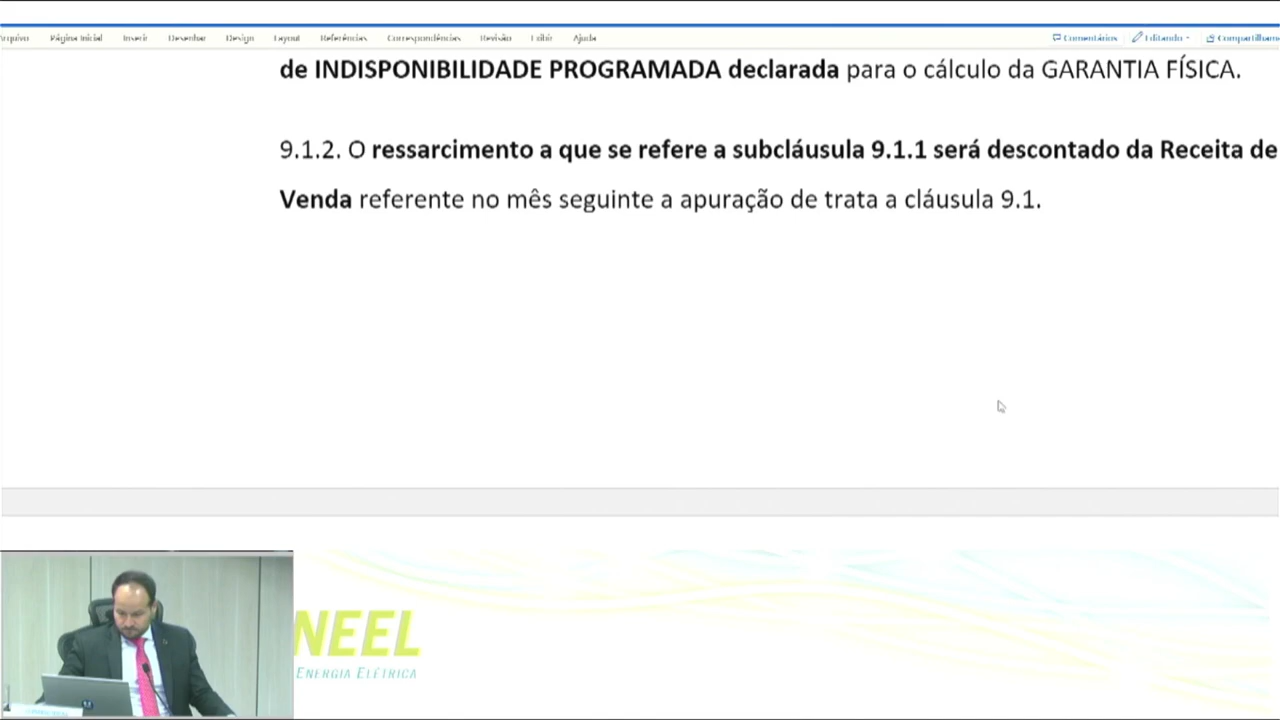 Arquivo Página Inicial Inserir Desenhar Design Layout Referências Correspondências Revisão Exibir Ajuda Comentários Editando Compartilhamen
de INDISPONIBILIDADE PROGRAMADA declarada para o cálculo da GARANTIA FÍSICA.
9.1.2. O ressarcimento a que se refere a subcláusula 9.1.1 será descontado da Receita de
Venda referente no mês seguinte a apuração de trata a cláusula 9.1.
NEEL
ENERGIA ELÉTRICA